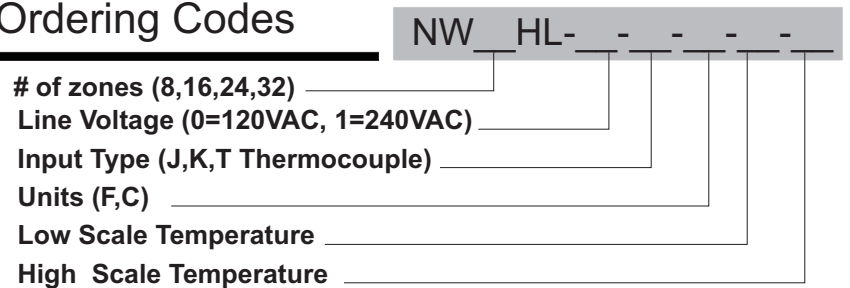 Ordering Codes
NW__HL-__-__-__-__-__
# of zones (8,16,24,32)
Line Voltage (0=120VAC, 1=240VAC)
Input Type (J,K,T Thermocouple)
Units (F,C)
Low Scale Temperature
High Scale Temperature